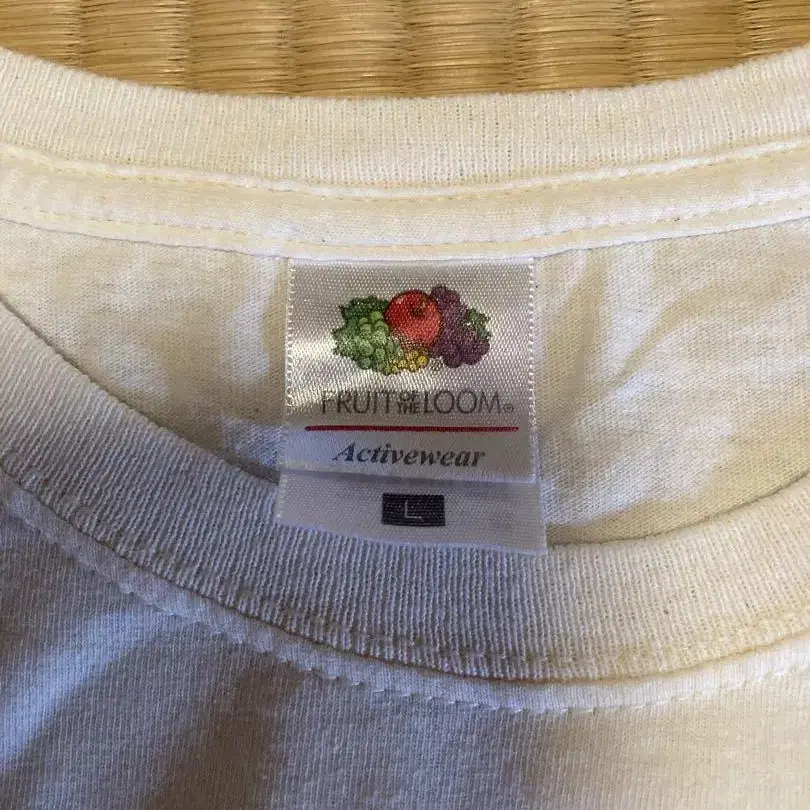 FRUIT OF THE LOOM®
Activewear
L